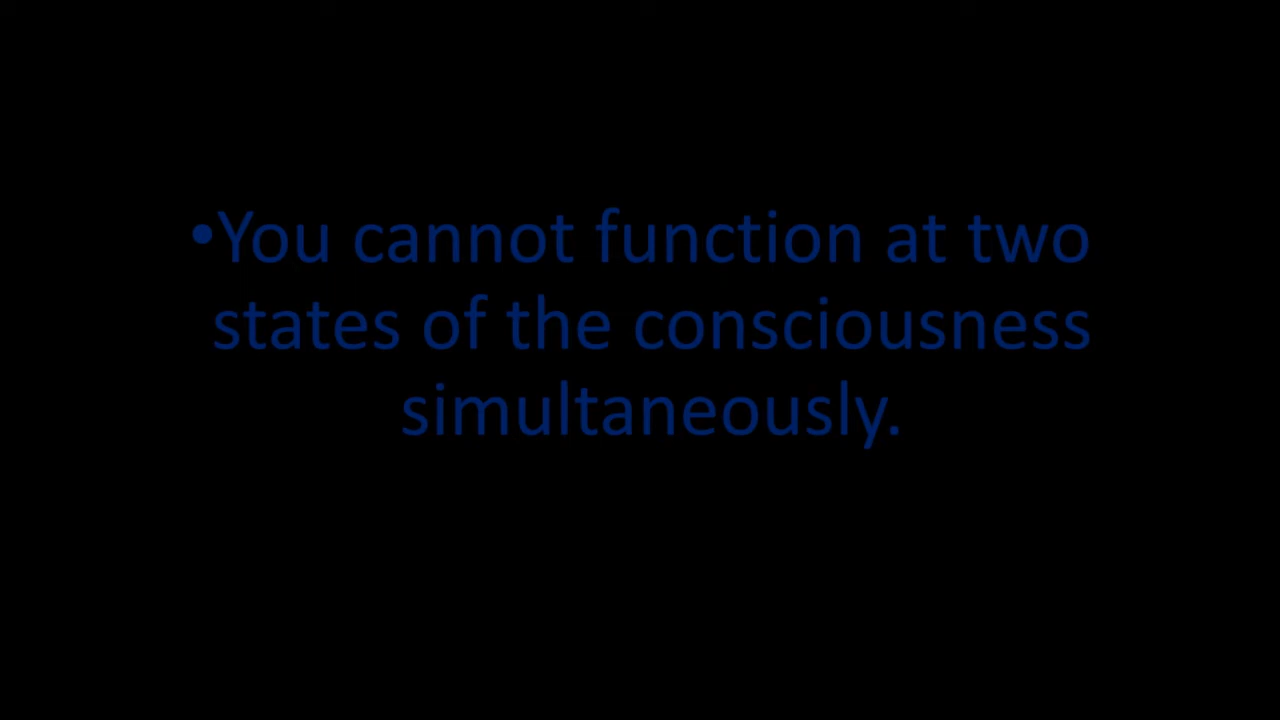 •You cannot function at two
states of the consciousness
simultaneously.